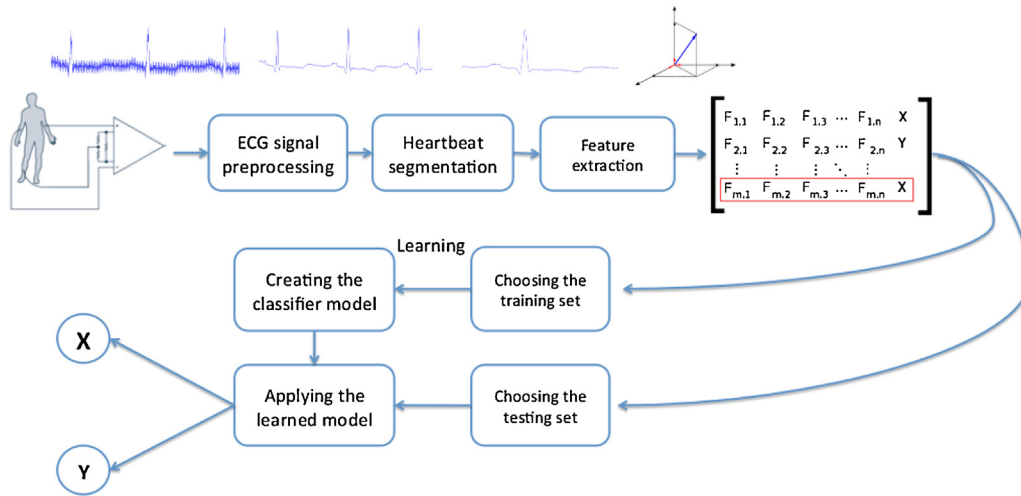 ECG signal
preprocessing
Heartbeat
segmentation
Feature
extraction
F1,1 F1,2 F1,3 ... F1,n X
F2,1 F2,2 F2,3 ... F2,n Y
⋮ ⋮ ⋮ ⋱ ⋮
Fm,1 Fm,2 Fm,3 ... Fm,n X
Learning
Creating the
classifier model
Choosing the
training set
X
Applying the
learned model
Choosing the
testing set
Y